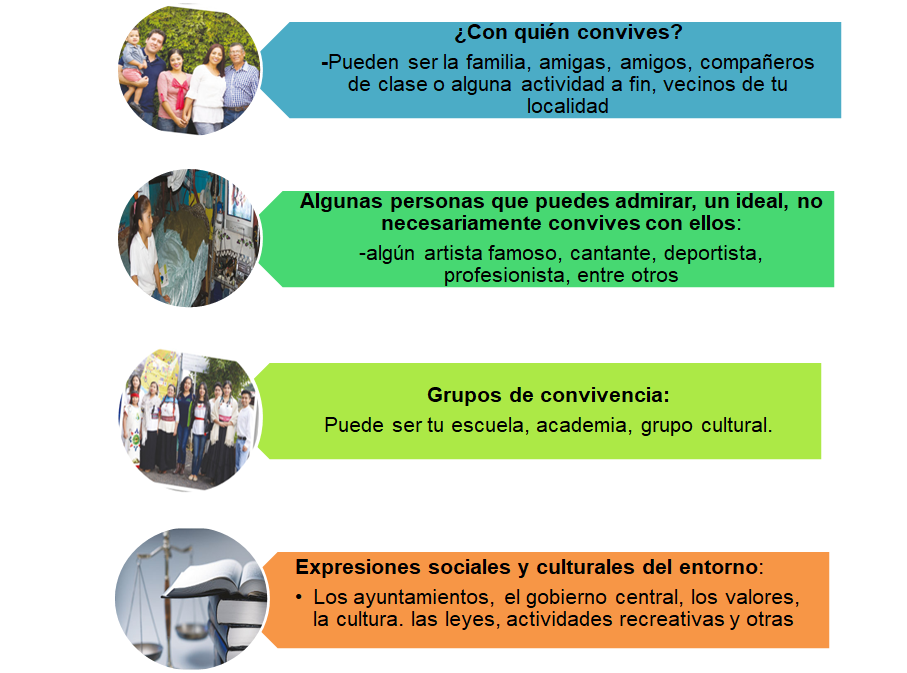 ¿Con quién convives?
-Pueden ser la familia, amigas, amigos, compañeros
de clase o alguna actividad a fin, vecinos de tu
localidad
Algunas personas que puedes admirar, un ideal, no
necesariamente convives con ellos:
-algún artista famoso, cantante, deportista,
profesionista, entre otros
Grupos de convivencia:
Puede ser tu escuela, academia, grupo cultural.
Expresiones sociales y culturales del entorno:
• Los ayuntamientos, el gobierno central, los valores,
la cultura. las leyes, actividades recreativas y otras